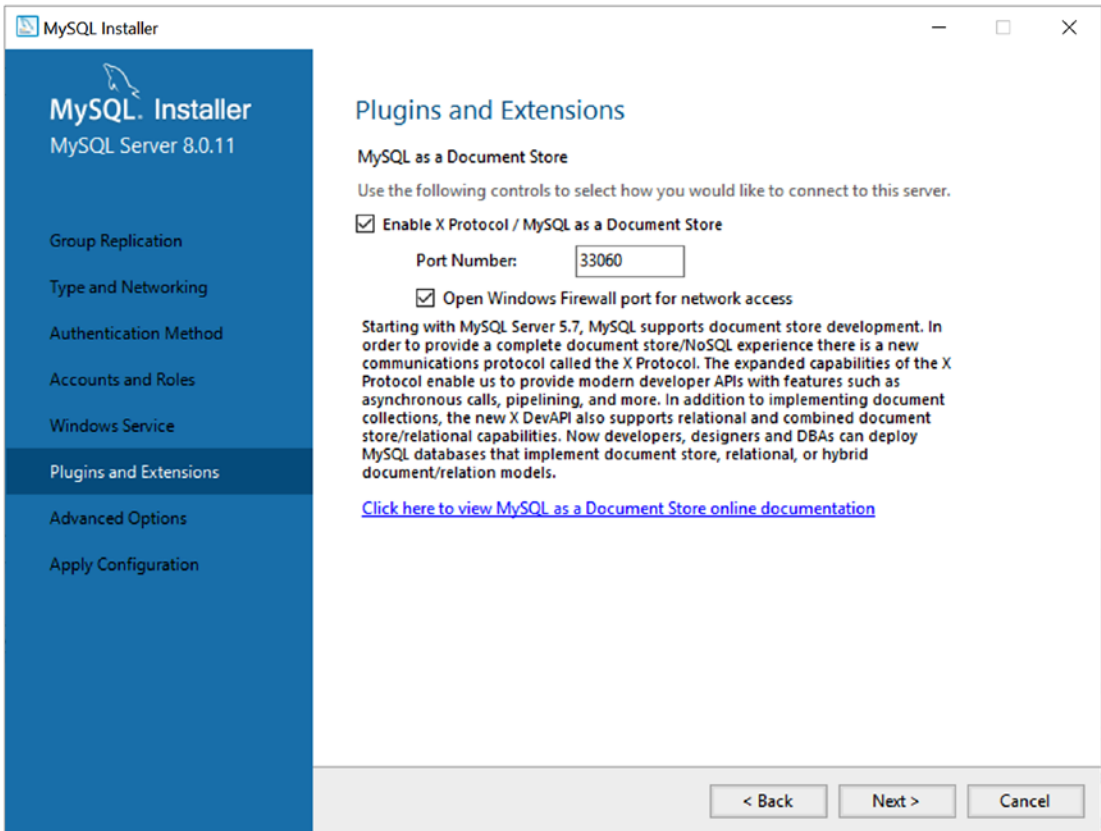 MySQL Installer
MySQL. Installer
MySQL Server 8.0.11
Group Replication
Type and Networking
Authentication Method
Accounts and Roles
Windows Service
Plugins and Extensions
Advanced Options
Apply Configuration
Plugins and Extensions
MySQL as a Document Store
Use the following controls to select how you would like to connect to this server.
Enable X Protocol / MySQL as a Document Store
Port Number: 33060
Open Windows Firewall port for network access
Starting with MySQL Server 5.7, MySQL supports document store development. In
order to provide a complete document store/NoSQL experience there is a new
communications protocol called the X Protocol. The expanded capabilities of the X
Protocol enable us to provide modern developer APIs with features such as
asynchronous calls, pipelining, and more. In addition to implementing document
collections, the new X DevAPI also supports relational and combined document
store/relational capabilities. Now developers, designers and DBAs can deploy
MySQL databases that implement document store, relational, or hybrid
document/relation models.
Click here to view MySQL as a Document Store online documentation
< Back Next > Cancel